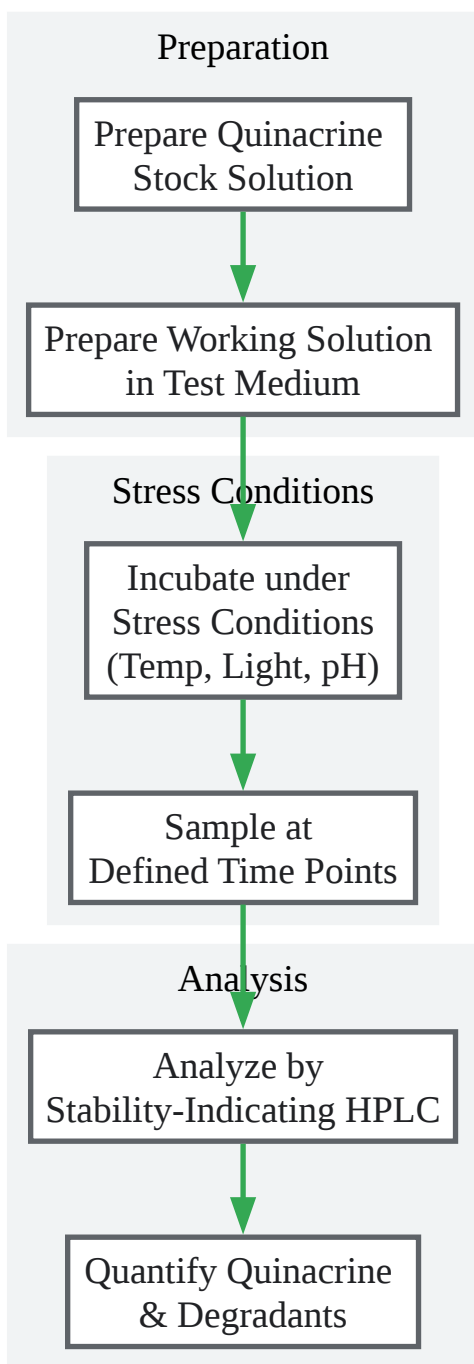 Preparation
Prepare Quinacrine
Stock Solution
Prepare Working Solution
in Test Medium
Stress Conditions
Incubate under
Stress Conditions
(Temp, Light, pH)
Sample at
Defined Time Points
Analysis
Analyze by
Stability-Indicating HPLC
Quantify Quinacrine
& Degradants